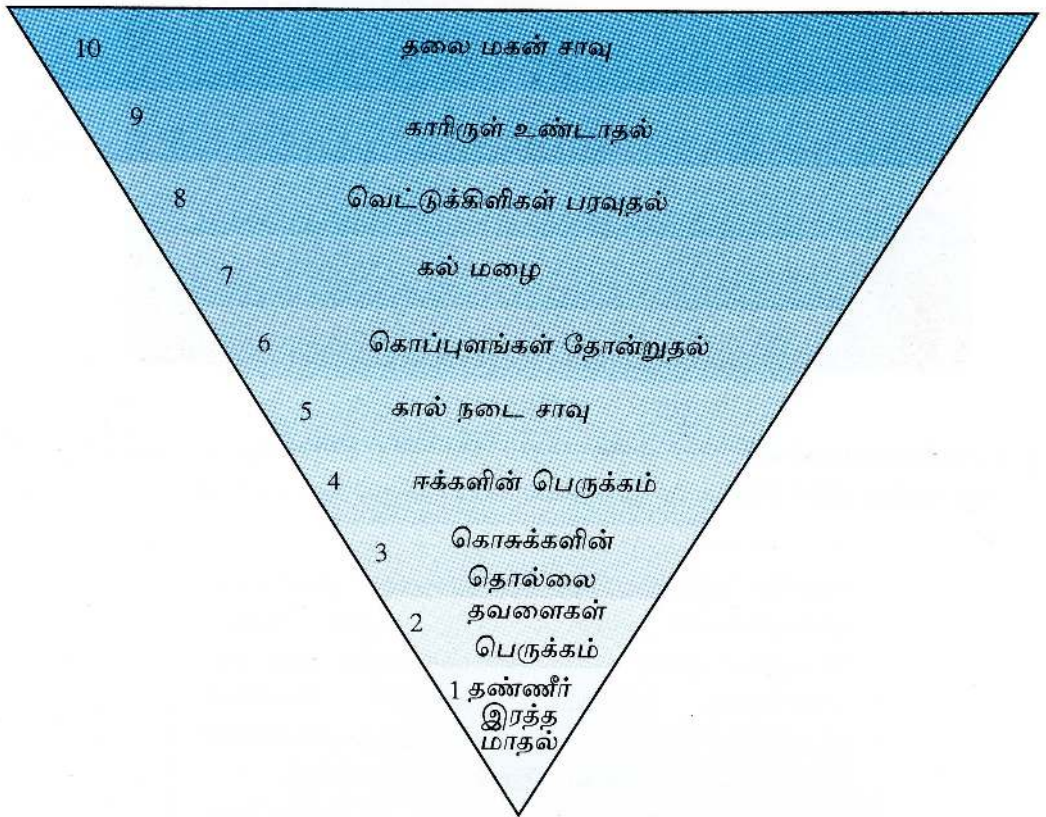 10 தலை மகன் சாவு
9 காரிருள் உண்டாதல்
8 வெட்டுக்கிளிகள் பரவுதல்
7 கல் மழை
6 கொப்புளங்கள் தோன்றுதல்
5 கால் நடை சாவு
4 ஈக்களின் பெருக்கம்
3 கொசுக்களின்
தொல்லை
2 தவளைகள்
பெருக்கம்
1 தண்ணீர்
இரத்த
மாதல்